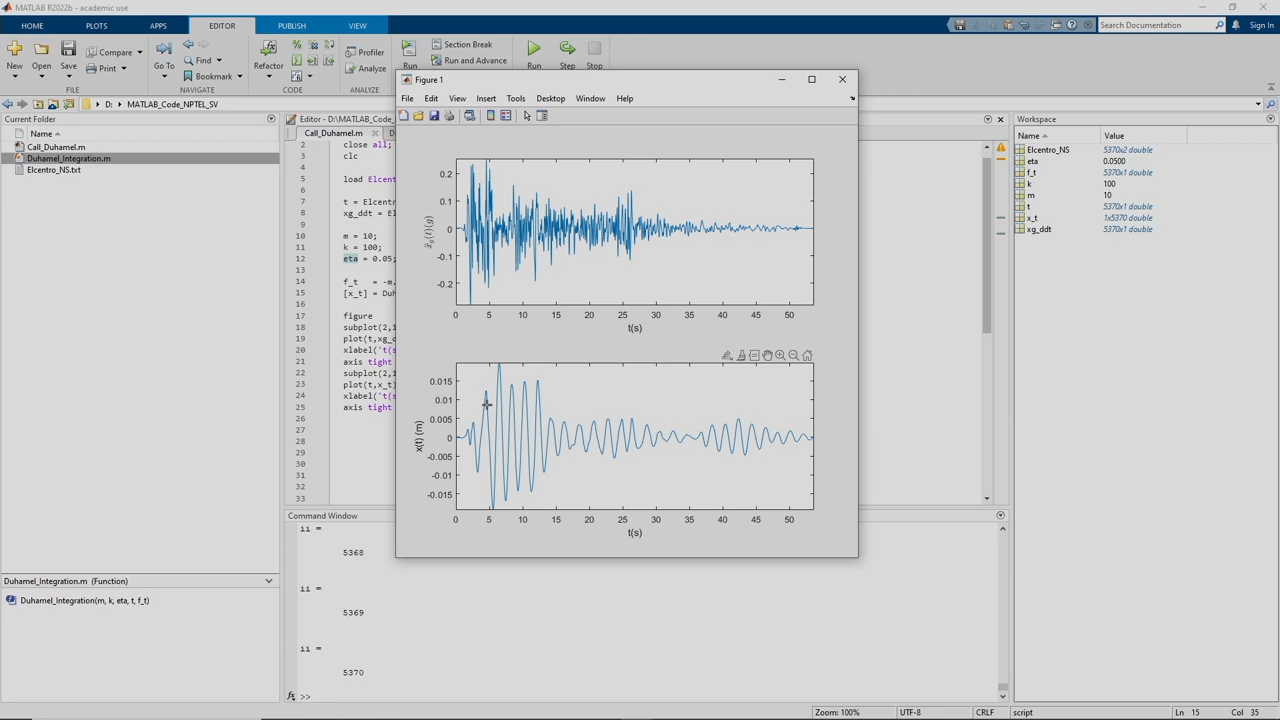 MATLAB R2022b - academic use
HOME PLOTS APPS EDITOR PUBLISH VIEW
Search Documentation
Sign In
New
Open
Save
Compare
Print
Go To
Find
Bookmark
Refactor
Profiler
Analyze
Run
Section Break
Run and Advance
Run
Step
Stop
FILE
NAVIGATE
CODE
ANALYZE
D: ▸ MATLAB_Code_NPTEL_SV
Current Folder
Name
Call_Duhamel.m
Duhamel_Integration.m
Elcentro_NS.txt
Duhamel_Integration.m (Function)
Duhamel_Integration(m, k, eta, t, f_t)
Editor - D:\MATLAB_Code_
Call_Duhamel.m
2 close all;
3 clc
4
5 load Elcent
6
7 t = Elcentr
8 xg_ddt = El
9
10 m = 10;
11 k = 100;
12 eta = 0.05;
13
14 f_t = -m.
15 [x_t] = Duh
16
17 figure
18 subplot(2,1
19 plot(t,xg_d
20 xlabel('t(s
21 axis tight
22 subplot(2,1
23 plot(t,x_t)
24 xlabel('t(s
25 axis tight
26
27
28
29
30
31
32
33
Figure 1
File Edit View Insert Tools Desktop Window Help
ẍg(t)(g)
0.2
0.1
0
-0.1
-0.2
0 5 10 15 20 25 30 35 40 45 50
t(s)
x(t) (m)
0.015
0.01
0.005
0
-0.005
-0.01
-0.015
0 5 10 15 20 25 30 35 40 45 50
t(s)
Command Window
ii =
5368
ii =
5369
ii =
5370
fx >>
Workspace
Name Value
Elcentro_NS 5370x2 double
eta 0.0500
f_t 5370x1 double
k 100
m 10
t 5370x1 double
x_t 1x5370 double
xg_ddt 5370x1 double
Zoom: 100% UTF-8 CRLF script Ln 15 Col 35